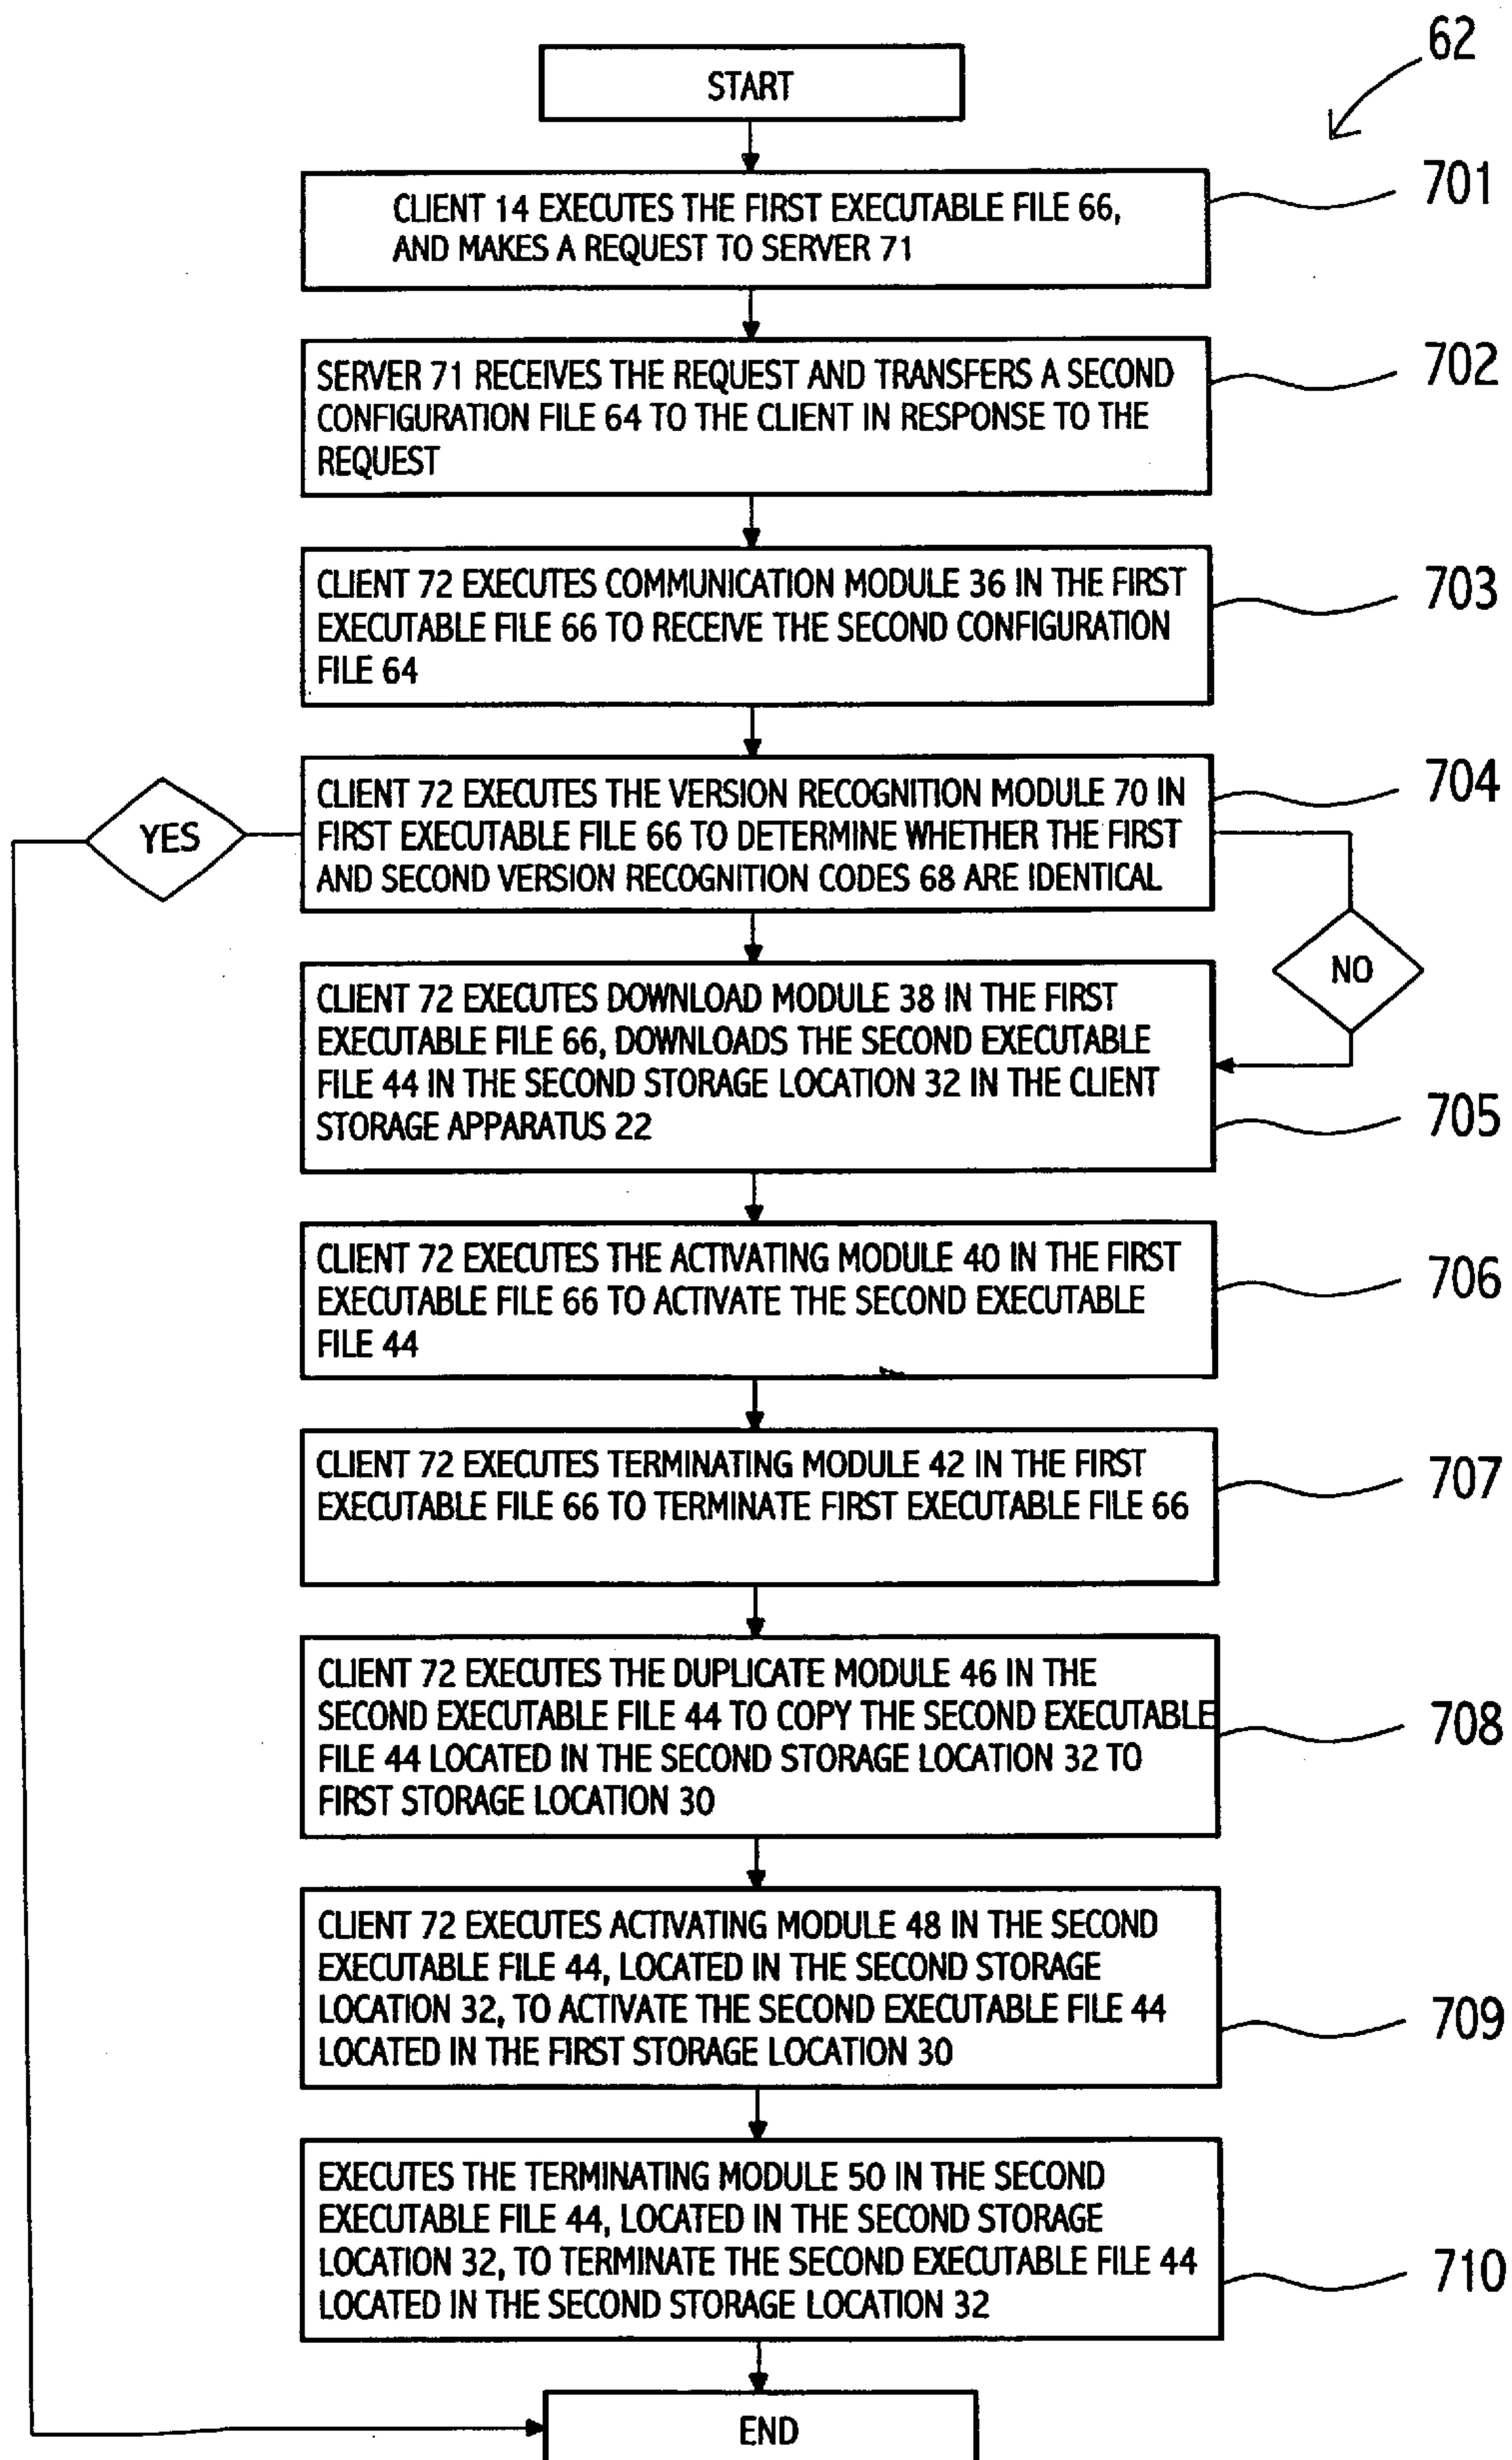 62
START
701
CLIENT 14 EXECUTES THE FIRST EXECUTABLE FILE 66,
AND MAKES A REQUEST TO SERVER 71
702
SERVER 71 RECEIVES THE REQUEST AND TRANSFERS A SECOND
CONFIGURATION FILE 64 TO THE CLIENT IN RESPONSE TO THE
REQUEST
703
CLIENT 72 EXECUTES COMMUNICATION MODULE 36 IN THE FIRST
EXECUTABLE FILE 66 TO RECEIVE THE SECOND CONFIGURATION
FILE 64
704
CLIENT 72 EXECUTES THE VERSION RECOGNITION MODULE 70 IN
FIRST EXECUTABLE FILE 66 TO DETERMINE WHETHER THE FIRST
AND SECOND VERSION RECOGNITION CODES 68 ARE IDENTICAL
YES
NO
CLIENT 72 EXECUTES DOWNLOAD MODULE 38 IN THE FIRST
EXECUTABLE FILE 66, DOWNLOADS THE SECOND EXECUTABLE
FILE 44 IN THE SECOND STORAGE LOCATION 32 IN THE CLIENT
STORAGE APPARATUS 22
705
CLIENT 72 EXECUTES THE ACTIVATING MODULE 40 IN THE FIRST
EXECUTABLE FILE 66 TO ACTIVATE THE SECOND EXECUTABLE
FILE 44
706
CLIENT 72 EXECUTES TERMINATING MODULE 42 IN THE FIRST
EXECUTABLE FILE 66 TO TERMINATE FIRST EXECUTABLE FILE 66
707
CLIENT 72 EXECUTES THE DUPLICATE MODULE 46 IN THE
SECOND EXECUTABLE FILE 44 TO COPY THE SECOND EXECUTABLE
FILE 44 LOCATED IN THE SECOND STORAGE LOCATION 32 TO
FIRST STORAGE LOCATION 30
708
CLIENT 72 EXECUTES ACTIVATING MODULE 48 IN THE SECOND
EXECUTABLE FILE 44, LOCATED IN THE SECOND STORAGE
LOCATION 32, TO ACTIVATE THE SECOND EXECUTABLE FILE 44
LOCATED IN THE FIRST STORAGE LOCATION 30
709
EXECUTES THE TERMINATING MODULE 50 IN THE SECOND
EXECUTABLE FILE 44, LOCATED IN THE SECOND STORAGE
LOCATION 32, TO TERMINATE THE SECOND EXECUTABLE FILE 44
LOCATED IN THE SECOND STORAGE LOCATION 32
710
END